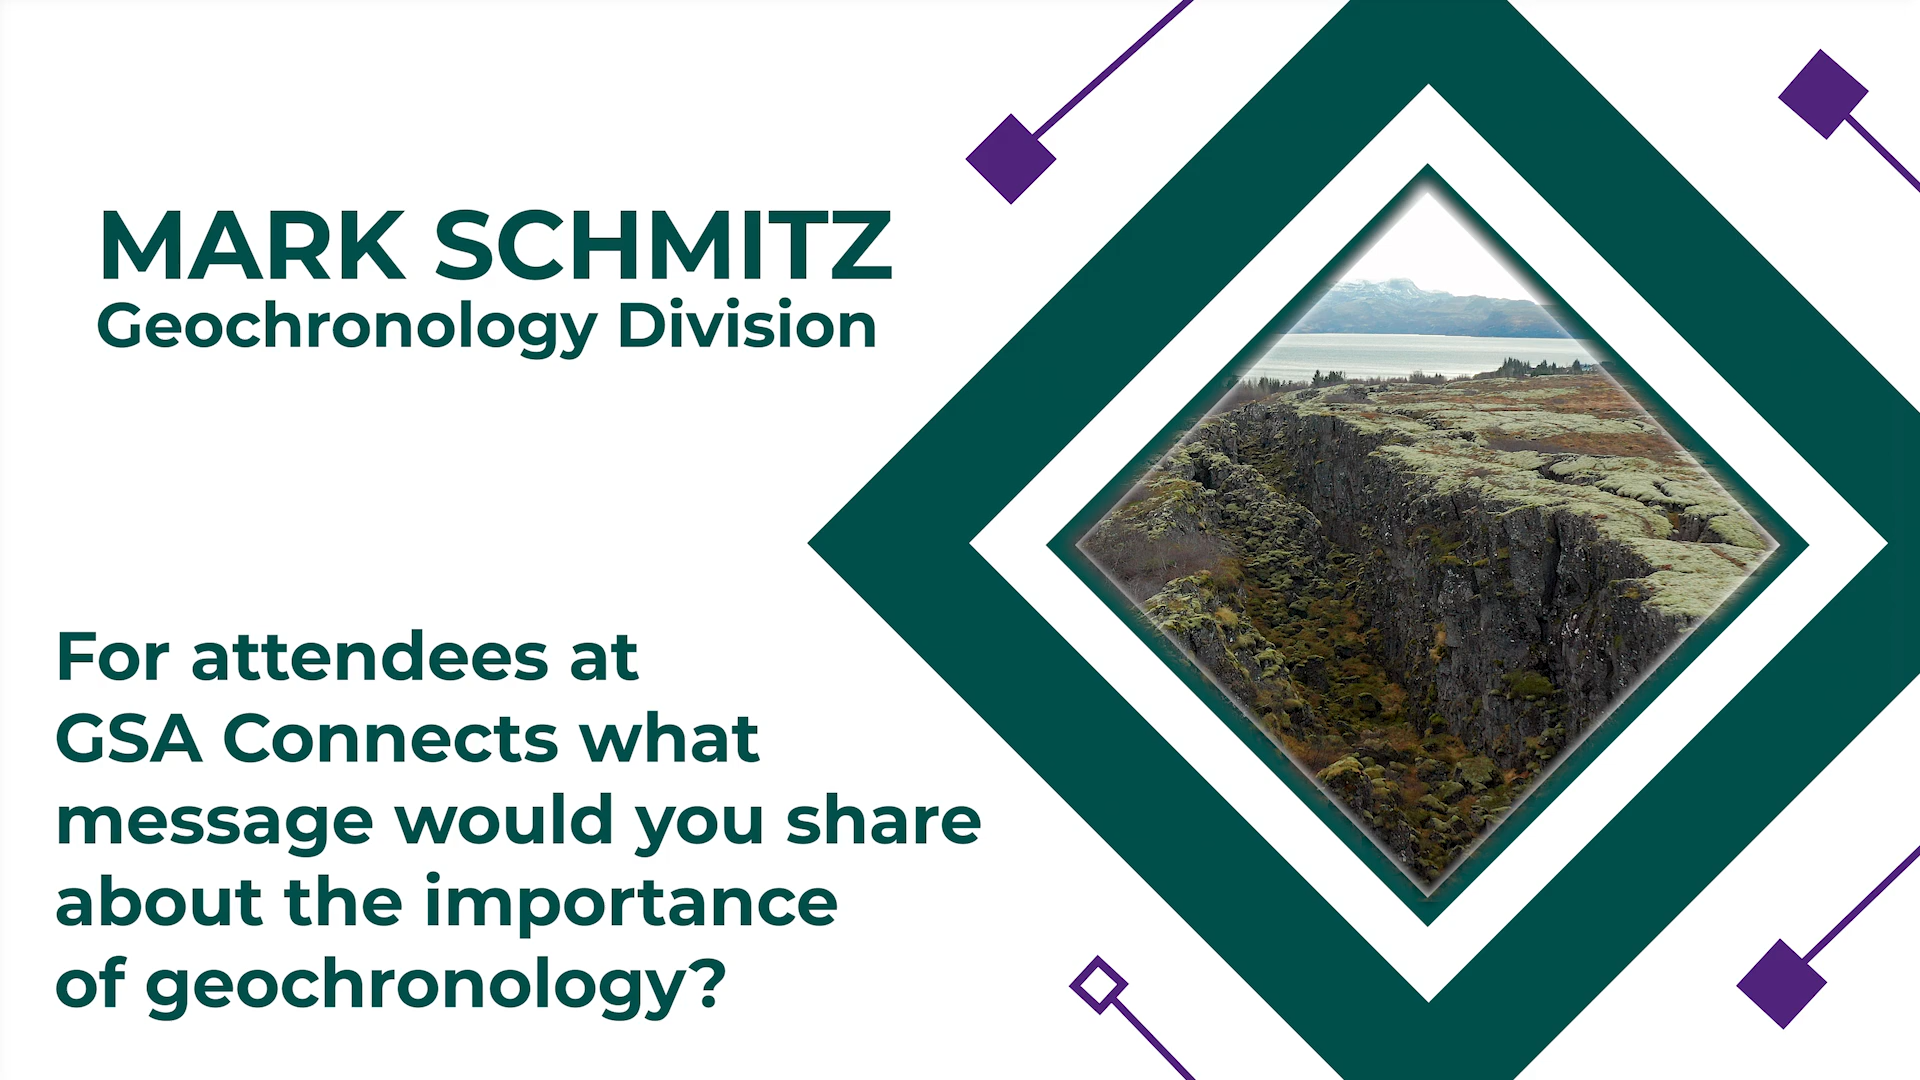 MARK SCHMITZ
Geochronology Division
For attendees at
GSA Connects what
message would you share
about the importance
of geochronology?